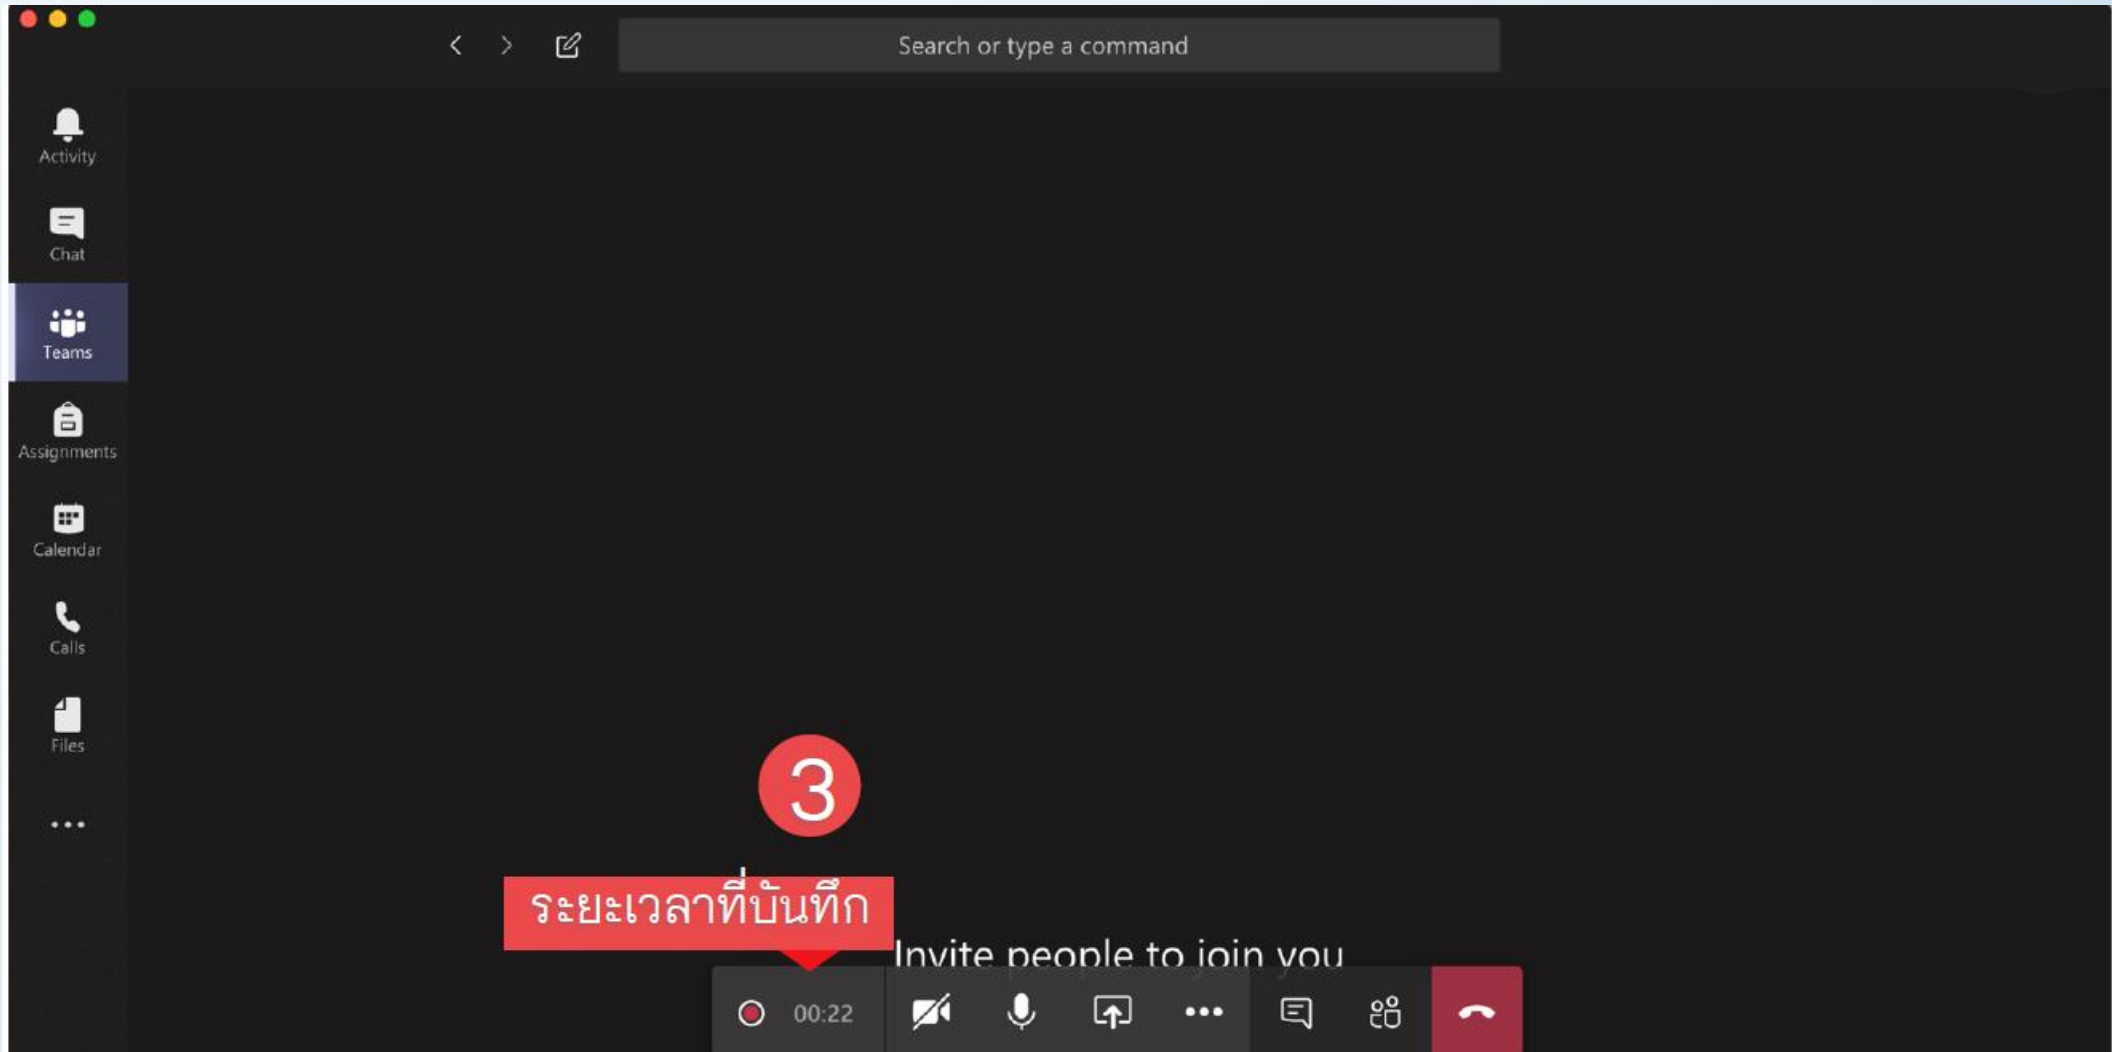 Search or type a command
Activity
Chat
Teams
Assignments
Calendar
Calls
Files
3
ระยะเวลาที่บันทึก
Invite people to join you
00:22